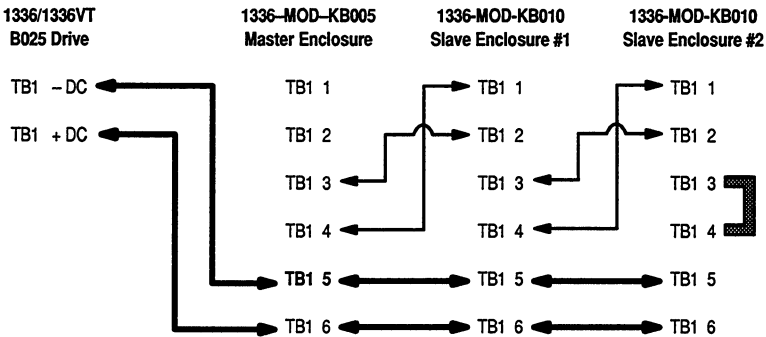 1336/1336VT 1336–MOD–KB005 1336-MOD-KB010 1336-MOD-KB010
B025 Drive Master Enclosure Slave Enclosure #1 Slave Enclosure #2
TB1 – DC TB1 1 TB1 1 TB1 1
TB1 + DC TB1 2 TB1 2 TB1 2
TB1 3 TB1 3 TB1 3
TB1 4 TB1 4 TB1 4
TB1 5 TB1 5 TB1 5
TB1 6 TB1 6 TB1 6